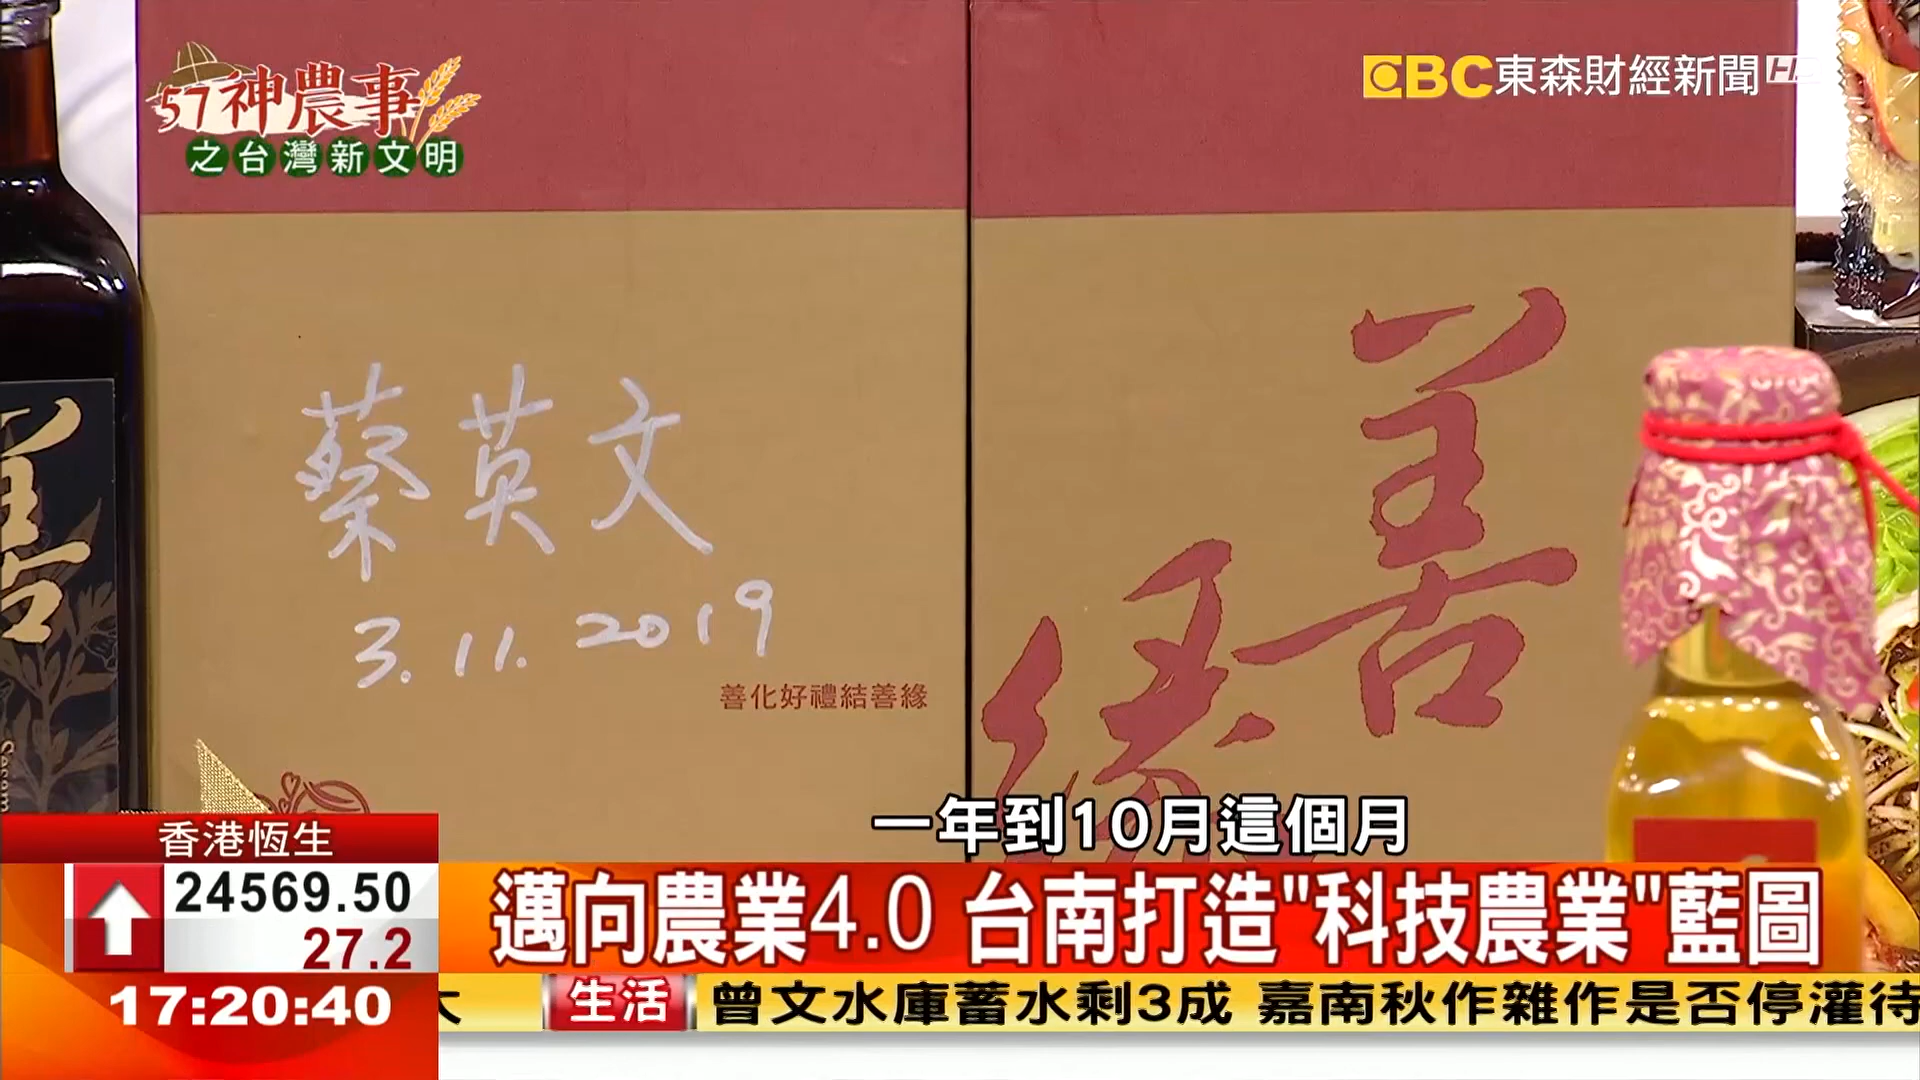 57神農事
之台灣新文明
EBC東森財經新聞
蔡英文
3.11.2019
善化好禮結善緣
善緣
善
Sesam
一年到10月這個月
香港恆生
24569.50
27.2
17:20:40
邁向農業4.0 台南打造"科技農業"藍圖
生活 曾文水庫蓄水剩3成 嘉南秋作雜作是否停灌待